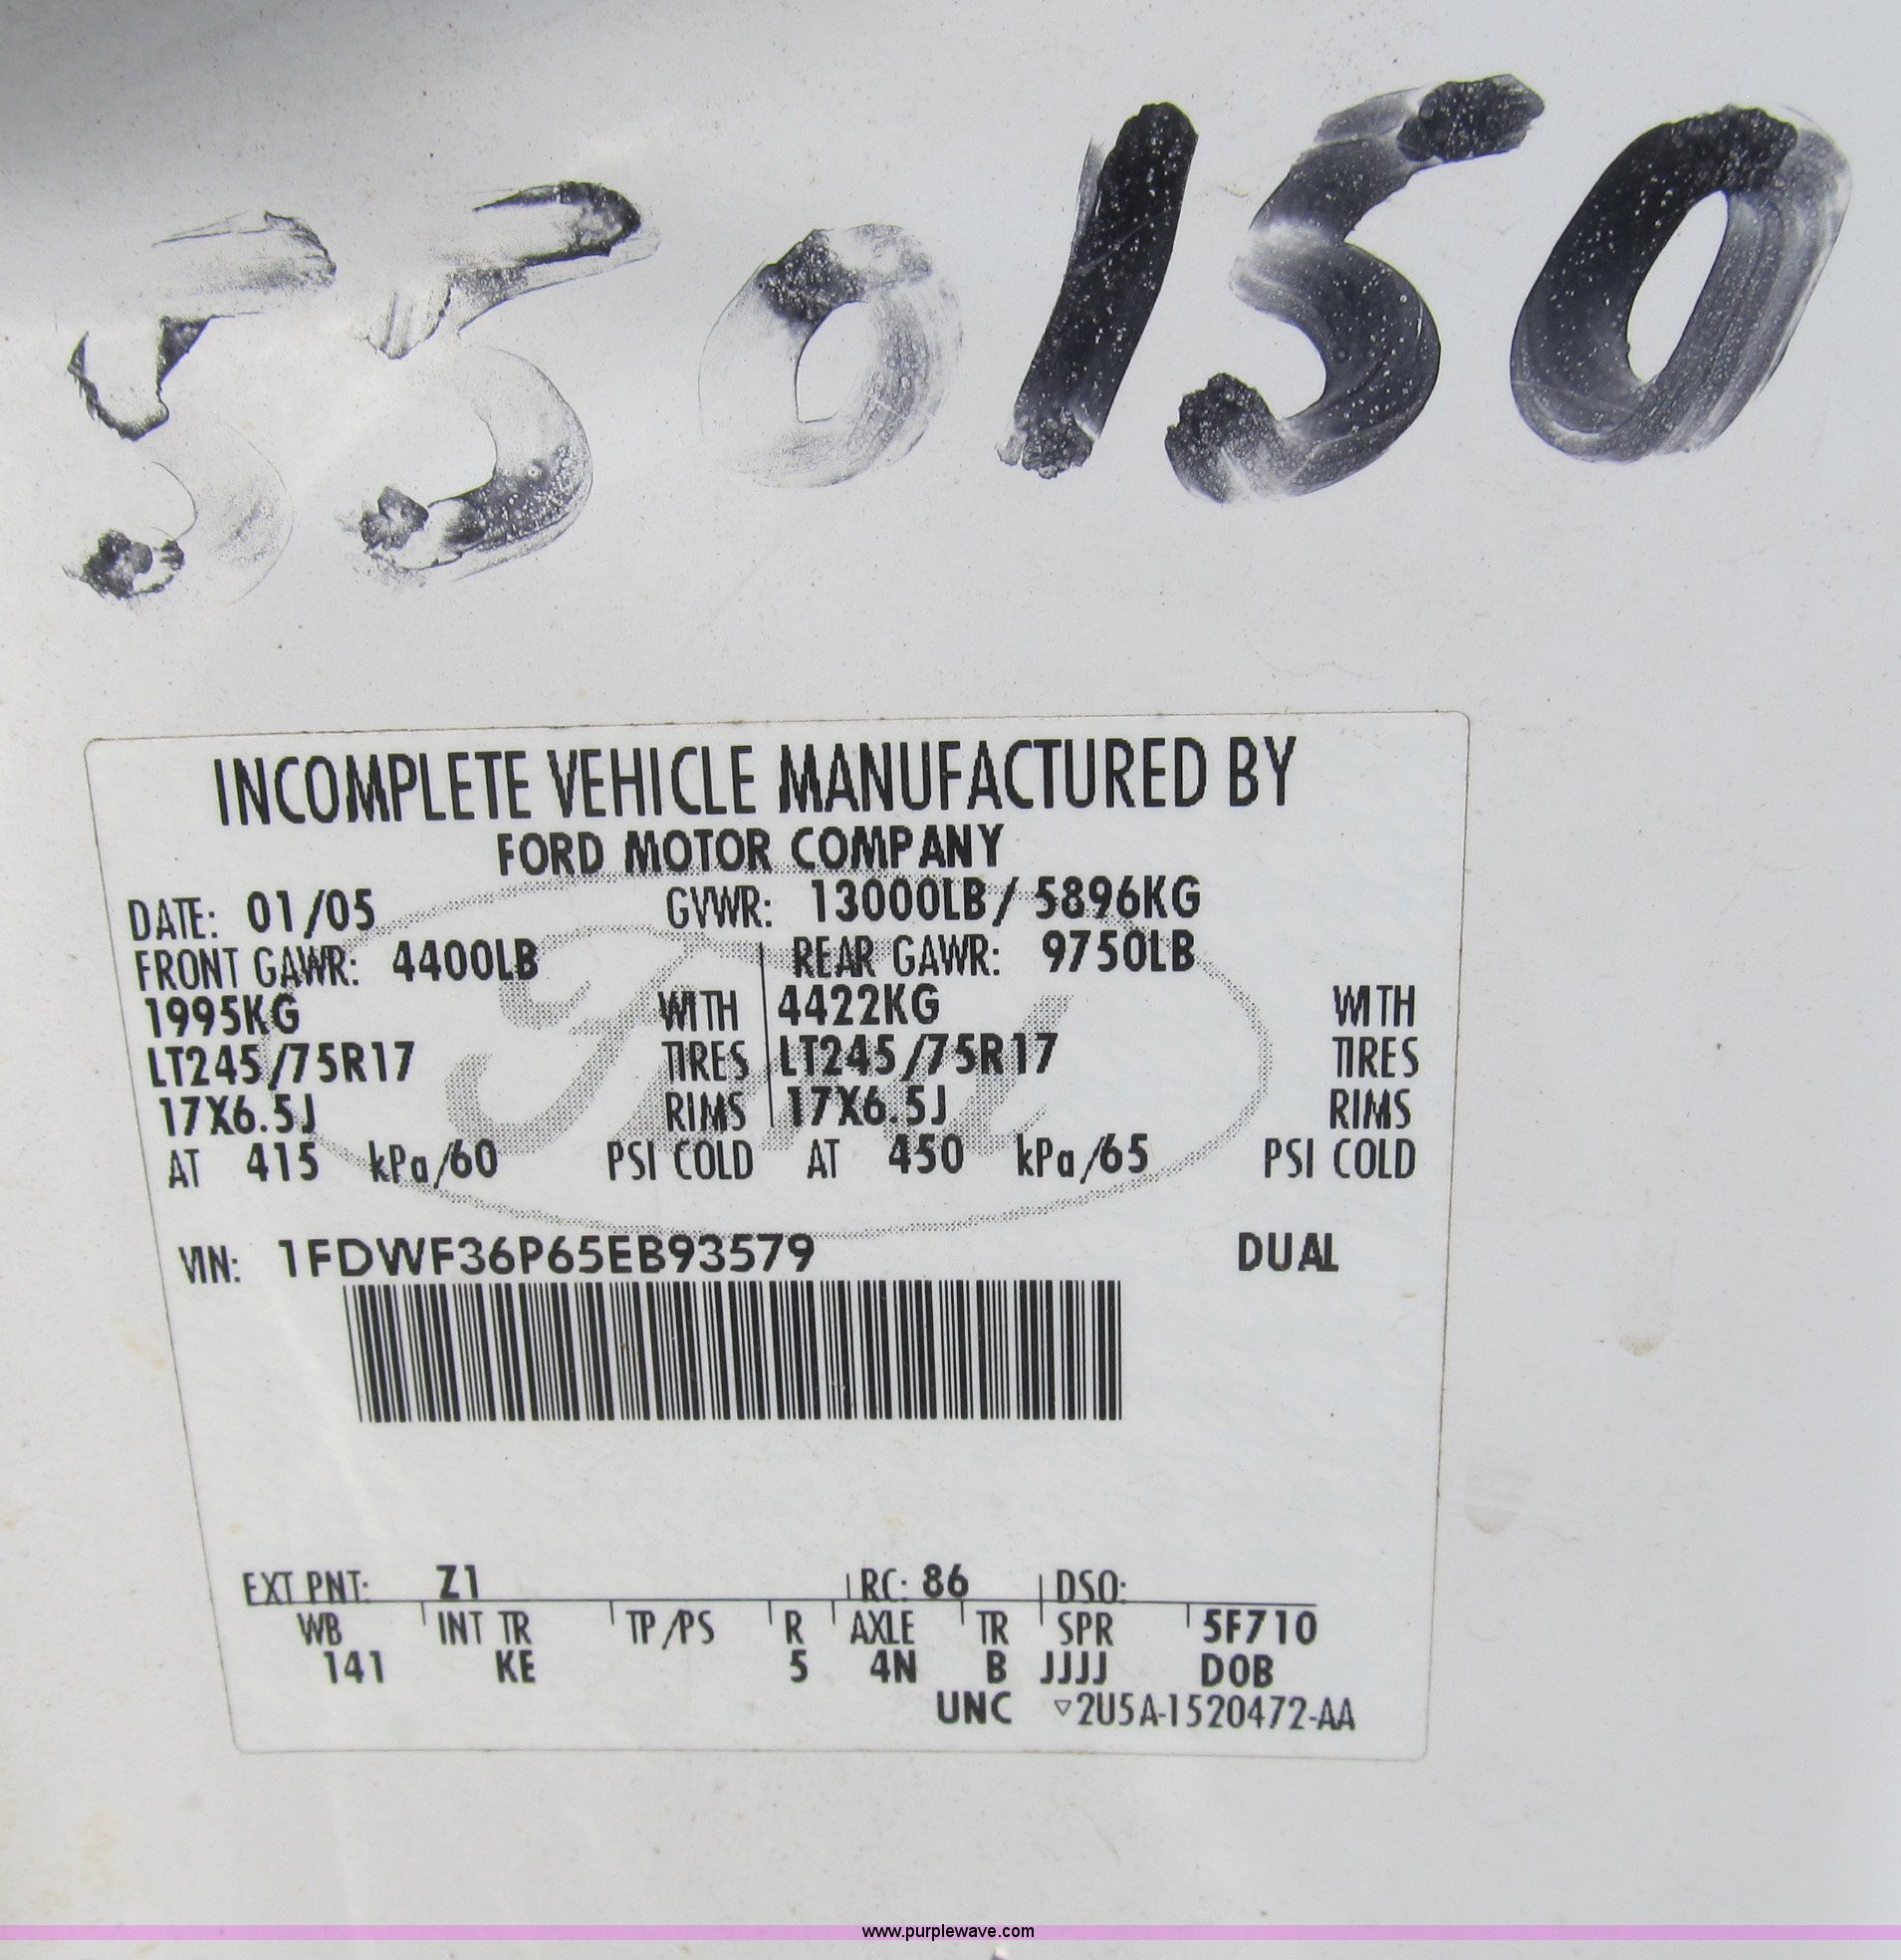 550150
INCOMPLETE VEHICLE MANUFACTURED BY
FORD MOTOR COMPANY
DATE: 01/05 GVWR: 13000LB/ 5896KG
FRONT GAWR: 4400LB REAR GAWR: 9750LB
1995KG WITH 4422KG WITH
LT245/75R17 TIRES LT245/75R17 TIRES
17X6.5J RIMS 17X6.5J RIMS
AT 415 kPa/60 PSI COLD AT 450 kPa/65 PSI COLD
VIN: 1FDWF36P65EB93579 DUAL
EXT PNT: Z1 RC: 86 DSO:
WB INT TR TP/PS R AXLE TR SPR 5F710
141 KE 5 4N B JJJJ DOB
UNC ▽2U5A-1520472-AA
www.purplewave.com